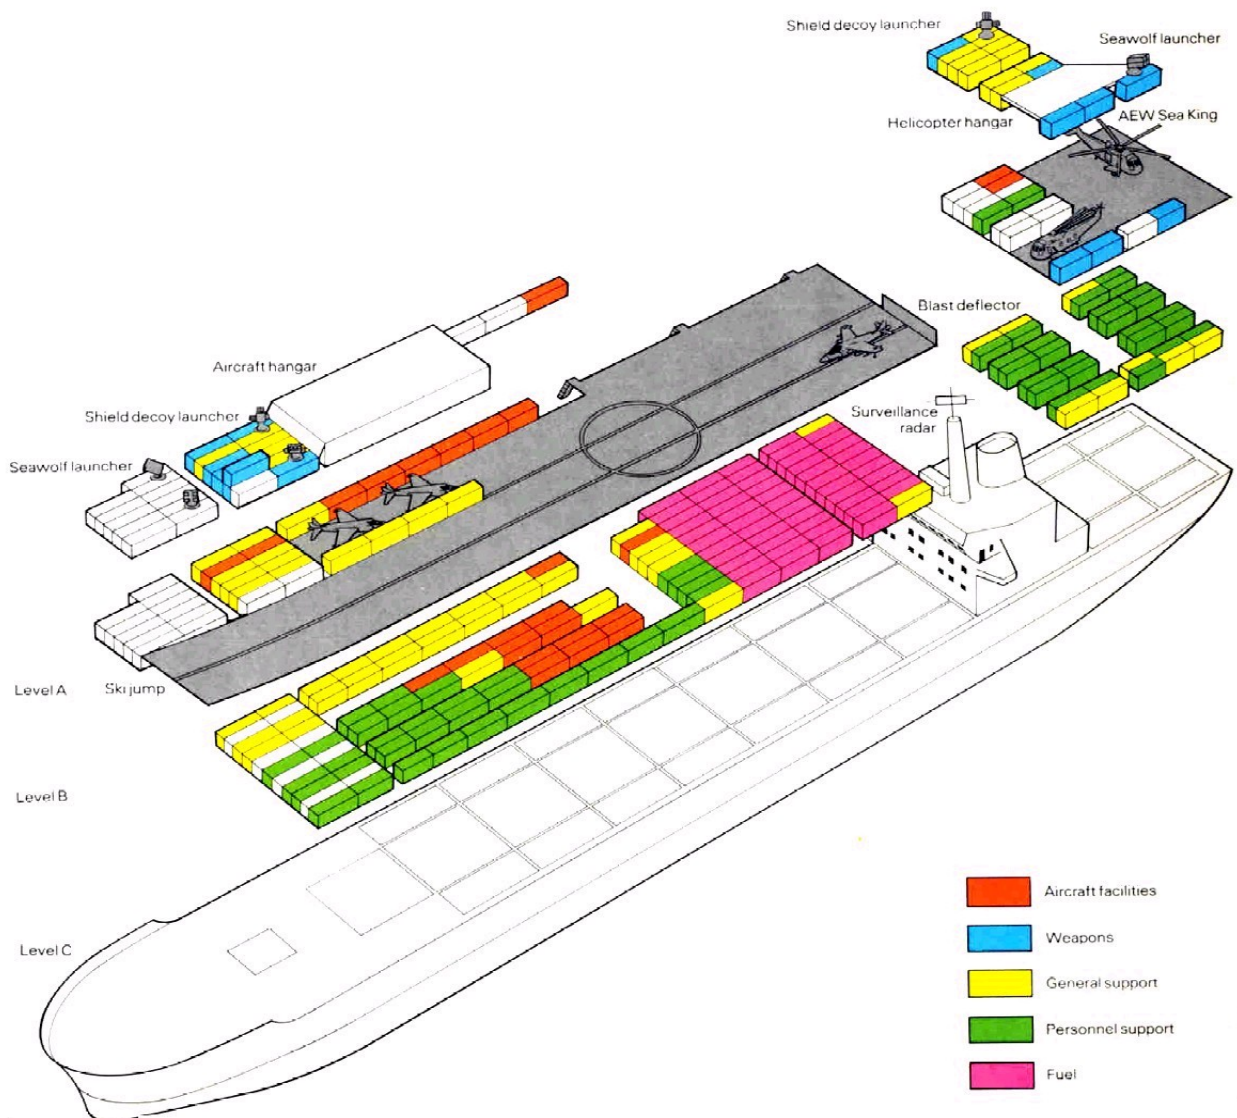 Shield decoy launcher
Seawolf launcher
Helicopter hangar
AEW Sea King
Blast deflector
Aircraft hangar
Shield decoy launcher
Surveillance
radar
Seawolf launcher
Level A
Ski jump
Level B
Level C
Aircraft facilities
Weapons
General support
Personnel support
Fuel